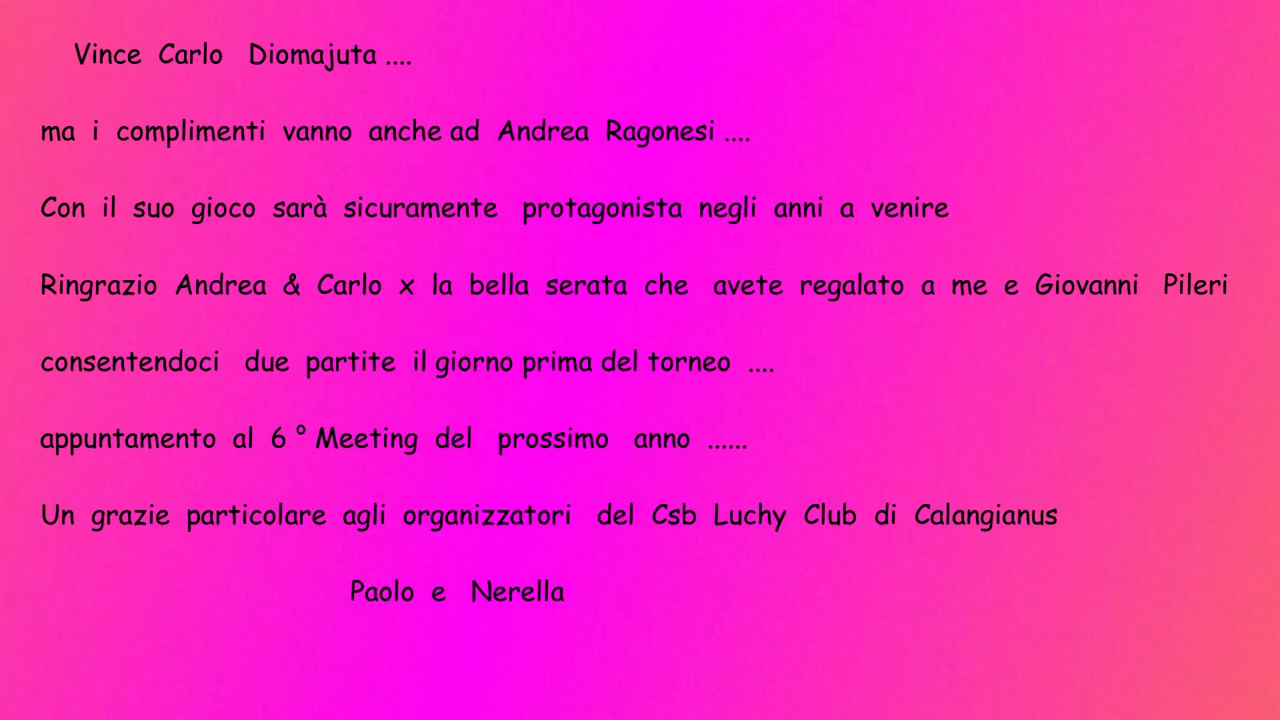 Vince Carlo Diomajuta ....
ma i complimenti vanno anche ad Andrea Ragonesi ....
Con il suo gioco sarà sicuramente protagonista negli anni a venire
Ringrazio Andrea & Carlo x la bella serata che avete regalato a me e Giovanni Pileri
consentendoci due partite il giorno prima del torneo ....
appuntamento al 6 ° Meeting del prossimo anno ......
Un grazie particolare agli organizzatori del Csb Luchy Club di Calangianus
Paolo e Nerella